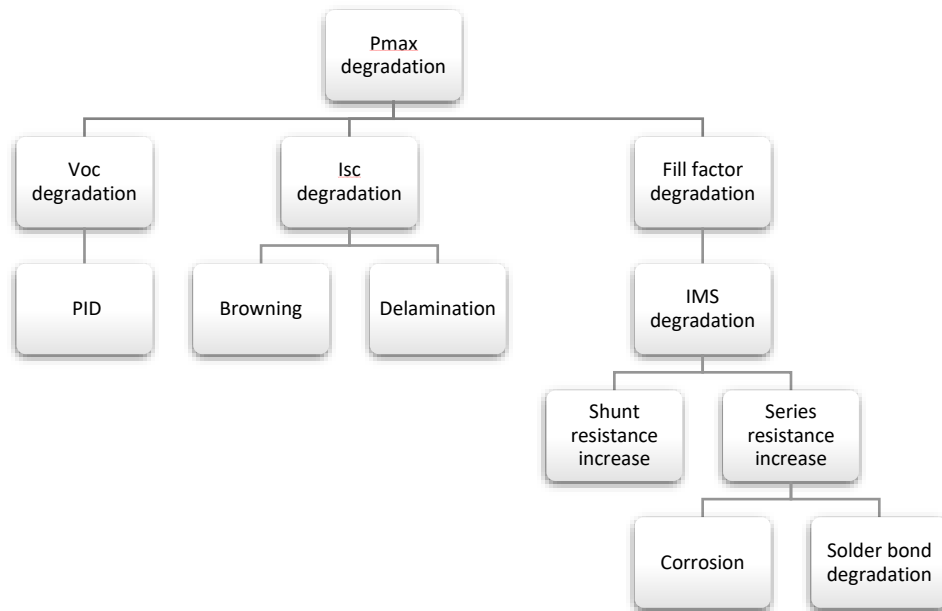 Pmax
degradation
Voc
degradation
Isc
degradation
Fill factor
degradation
PID
Browning
Delamination
IMS
degradation
Shunt
resistance
increase
Series
resistance
increase
Corrosion
Solder bond
degradation